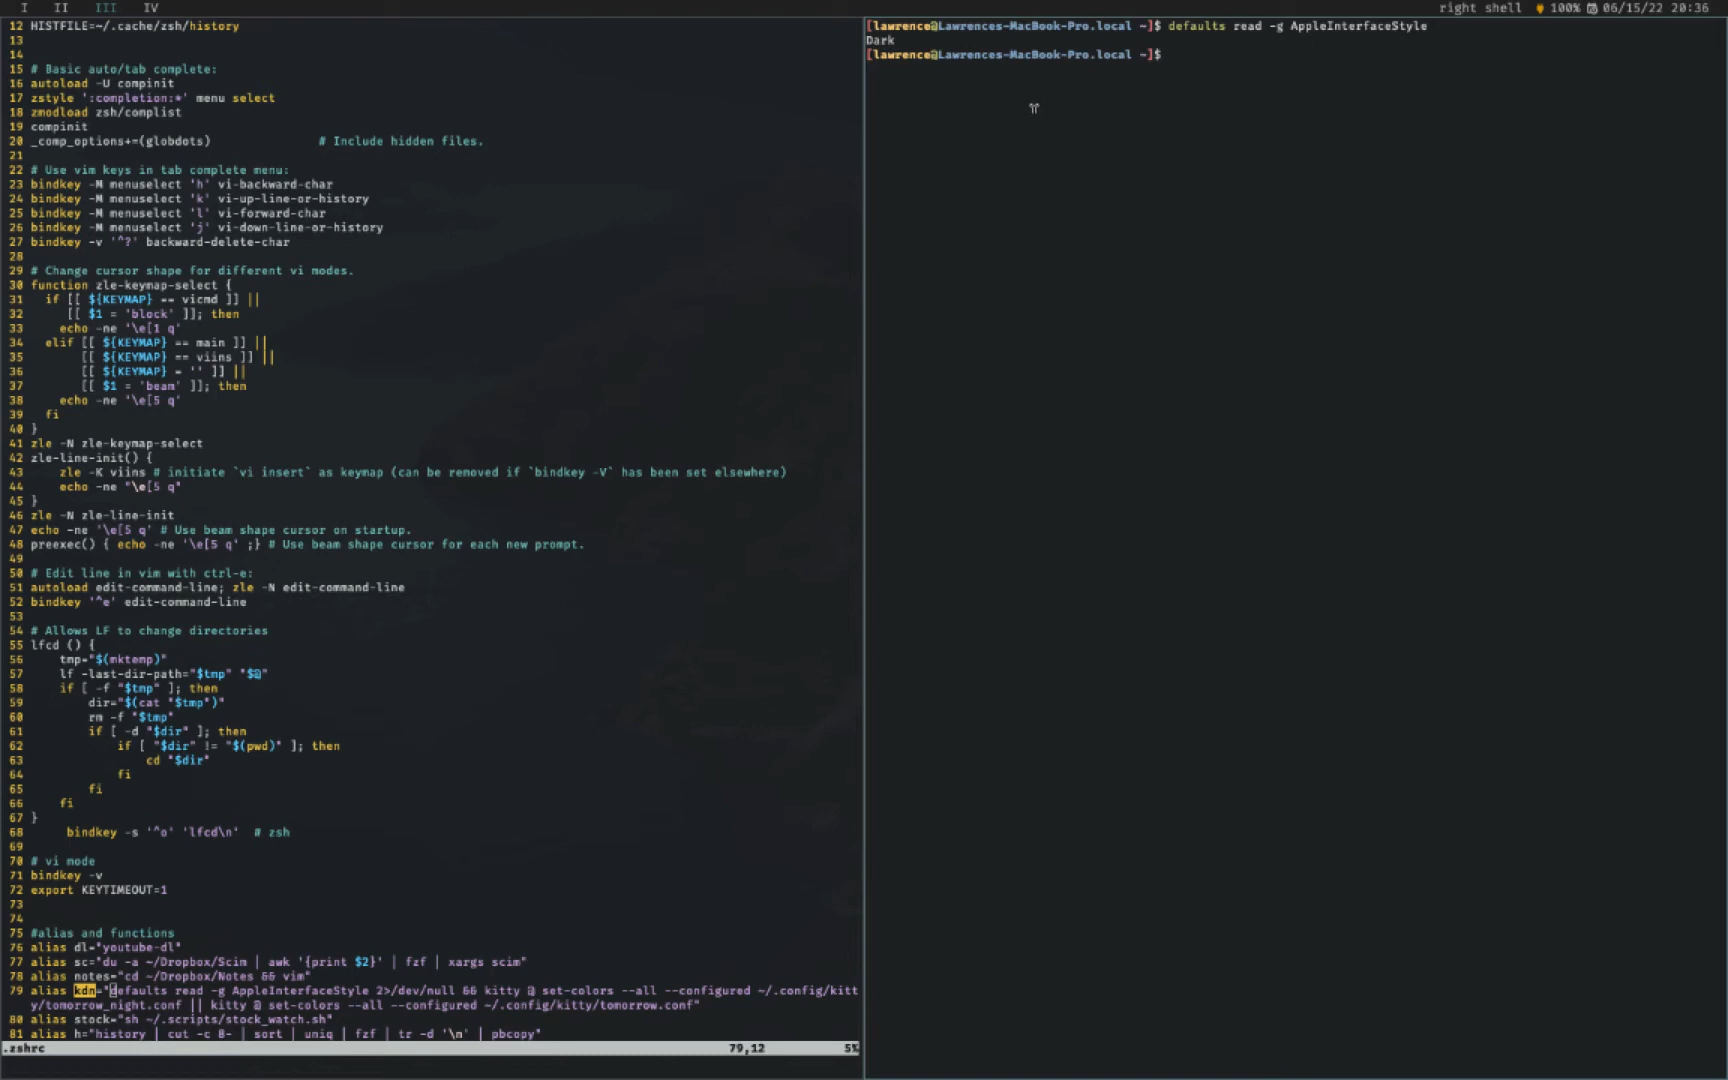 I II III IV right shell 100% 06/15/22 20:36
12 HISTFILE=~/.cache/zsh/history
13
14
15 # Basic auto/tab complete:
16 autoload -U compinit
17 zstyle ':completion:*' menu select
18 zmodload zsh/complist
19 compinit
20 _comp_options+=(globdots) # Include hidden files.
21
22 # Use vim keys in tab complete menu:
23 bindkey -M menuselect 'h' vi-backward-char
24 bindkey -M menuselect 'k' vi-up-line-or-history
25 bindkey -M menuselect 'l' vi-forward-char
26 bindkey -M menuselect 'j' vi-down-line-or-history
27 bindkey -v '^?' backward-delete-char
28
29 # Change cursor shape for different vi modes.
30 function zle-keymap-select {
31 if [[ ${KEYMAP} == vicmd ]] ||
32 [[ $1 = 'block' ]]; then
33 echo -ne '\e[1 q'
34 elif [[ ${KEYMAP} == main ]] ||
35 [[ ${KEYMAP} == viins ]] ||
36 [[ ${KEYMAP} = '' ]] ||
37 [[ $1 = 'beam' ]]; then
38 echo -ne '\e[5 q'
39 fi
40 }
41 zle -N zle-keymap-select
42 zle-line-init() {
43 zle -K viins # initiate `vi insert` as keymap (can be removed if `bindkey -V` has been set elsewhere)
44 echo -ne "\e[5 q"
45 }
46 zle -N zle-line-init
47 echo -ne '\e[5 q' # Use beam shape cursor on startup.
48 preexec() { echo -ne '\e[5 q' ;} # Use beam shape cursor for each new prompt.
49
50 # Edit line in vim with ctrl-e:
51 autoload edit-command-line; zle -N edit-command-line
52 bindkey '^e' edit-command-line
53
54 # Allows LF to change directories
55 lfcd () {
56 tmp="$(mktemp)"
57 lf -last-dir-path="$tmp" "$@"
58 if [ -f "$tmp" ]; then
59 dir="$(cat "$tmp")"
60 rm -f "$tmp"
61 if [ -d "$dir" ]; then
62 if [ "$dir" != "$(pwd)" ]; then
63 cd "$dir"
64 fi
65 fi
66 fi
67 }
68 bindkey -s '^o' 'lfcd\n' # zsh
69
70 # vi mode
71 bindkey -v
72 export KEYTIMEOUT=1
73
74
75 #alias and functions
76 alias dl="youtube-dl"
77 alias sc="du -a ~/Dropbox/Scim | awk '{print $2}' | fzf | xargs scim"
78 alias notes="cd ~/Dropbox/Notes && vim"
79 alias kdn="defaults read -g AppleInterfaceStyle 2>/dev/null && kitty @ set-colors --all --configured ~/.config/kitt
y/tomorrow_night.conf || kitty @ set-colors --all --configured ~/.config/kitty/tomorrow.conf"
80 alias stock="sh ~/.scripts/stock_watch.sh"
81 alias h="history | cut -c 8- | sort | uniq | fzf | tr -d '\n' | pbcopy"
.zshrc 79,12 5%
[lawrence@Lawrences-MacBook-Pro.local ~]$ defaults read -g AppleInterfaceStyle
Dark
[lawrence@Lawrences-MacBook-Pro.local ~]$